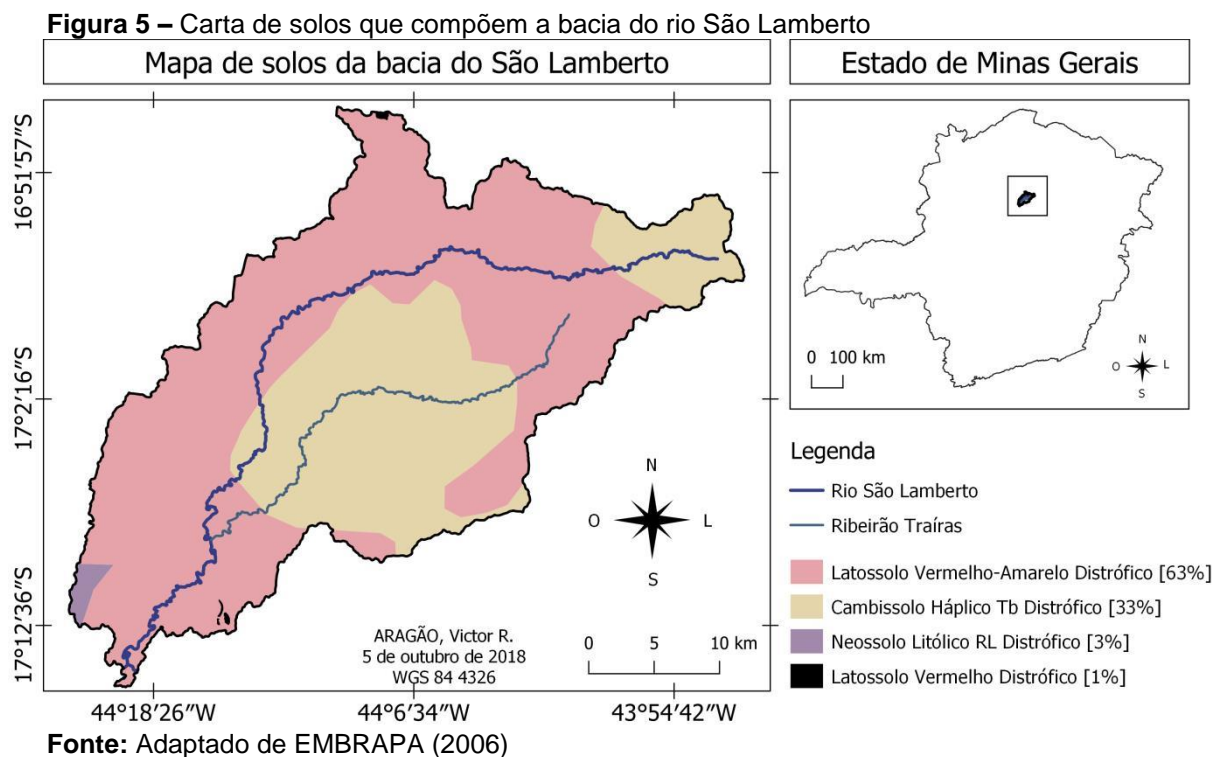 Figura 5 – Carta de solos que compõem a bacia do rio São Lamberto
Mapa de solos da bacia do São Lamberto
Estado de Minas Gerais
16°51'57"S
17°2'16"S
17°12'36"S
44°18'26"W
44°6'34"W
43°54'42"W
N
O
L
S
ARAGÃO, Victor R.
5 de outubro de 2018
WGS 84 4326
0 5 10 km
0 100 km
N
O
L
S
Legenda
Rio São Lamberto
Ribeirão Traíras
Latossolo Vermelho-Amarelo Distrófico [63%]
Cambissolo Háplico Tb Distrófico [33%]
Neossolo Litólico RL Distrófico [3%]
Latossolo Vermelho Distrófico [1%]
Fonte: Adaptado de EMBRAPA (2006)